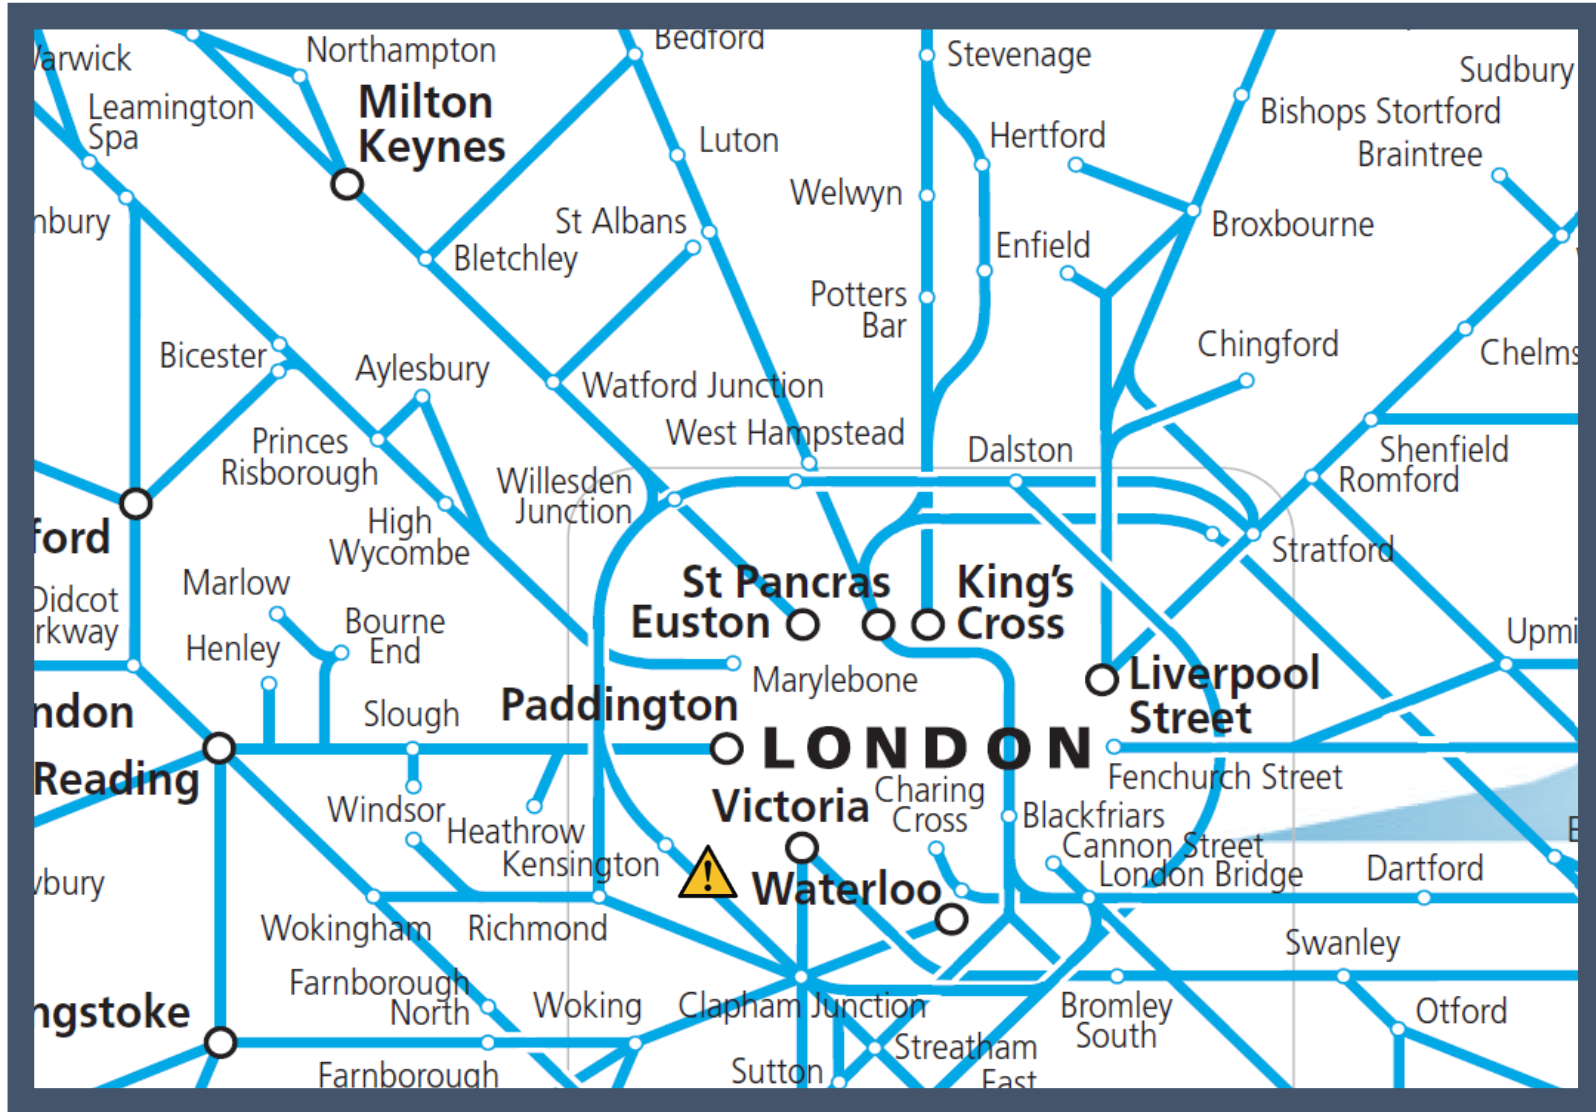 Bedford
Northampton
Stevenage
Warwick
Sudbury
Leamington
Spa
Milton
Keynes
Bishops Stortford
Luton
Hertford
Braintree
Welwyn
nbury
St Albans
Broxbourne
Enfield
Bletchley
Potters
Bar
Bicester
Aylesbury
Chingford
Chelms
Watford Junction
Princes
Risborough
West Hampstead
Dalston
Shenfield
Romford
Willesden
Junction
High
Wycombe
ford
Stratford
Marlow
St Pancras
King's
Cross
Didcot
rkway
Euston
Bourne
End
Henley
Upmi
Marylebone
Liverpool
Street
ndon
Slough
Paddington
LONDON
Reading
Fenchurch Street
Windsor
Heathrow
Victoria
Charing
Cross
Blackfriars
Cannon Street
London Bridge
Kensington
Dartford
wbury
Waterloo
Wokingham
Richmond
Swanley
Farnborough
North
Woking
Clapham Junction
Bromley
South
Otford
ngstoke
Streatham
East
Sutton
Farnborough